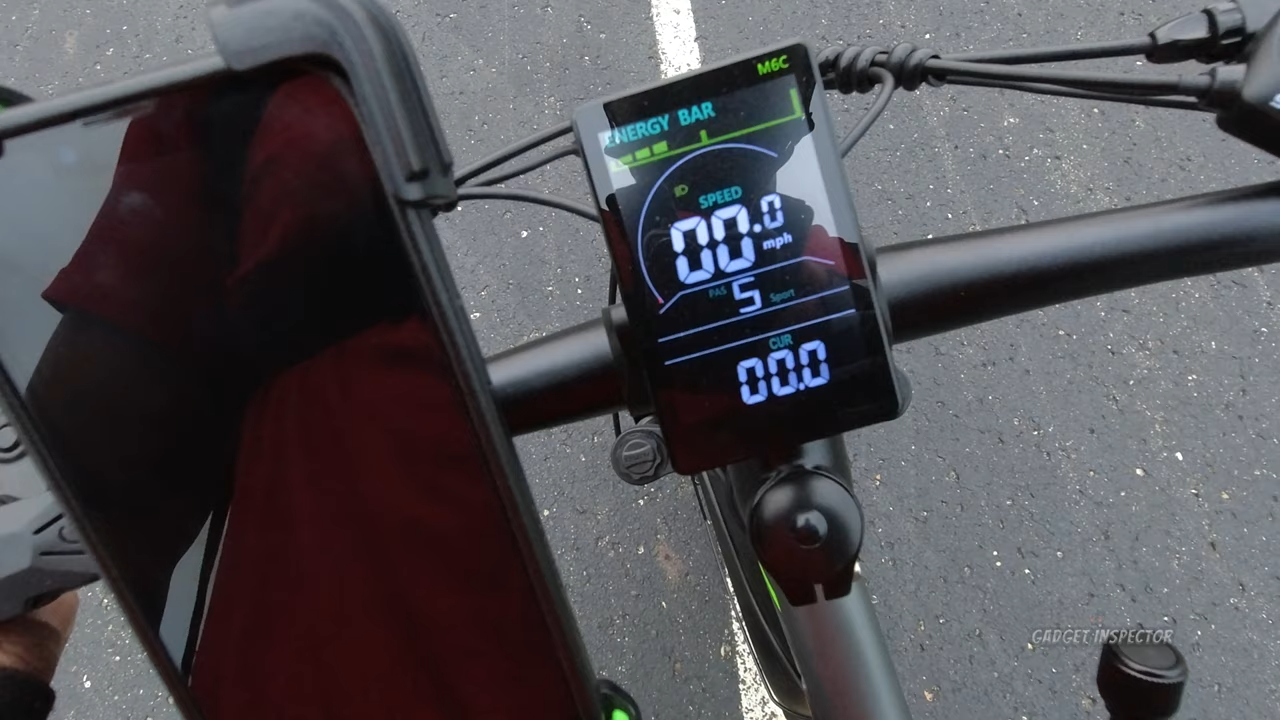 M6C
ENERGY BAR
SPEED
00.0
mph
PAS 5 Sport
CUR
00.0
GADGET INSPECTOR